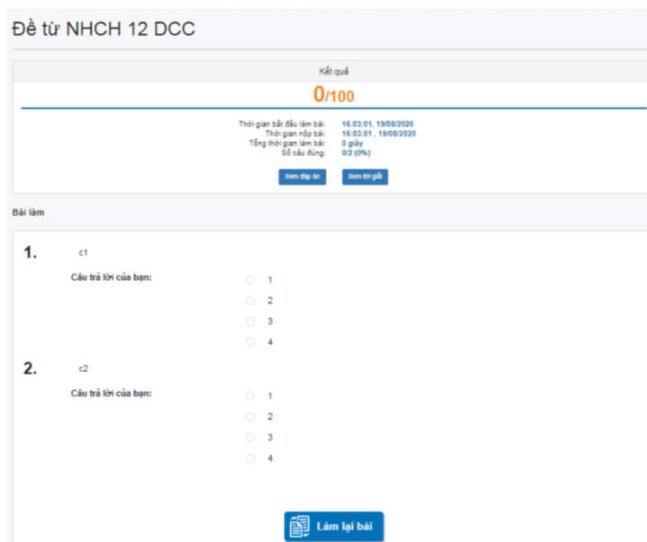 Đề từ NHCH 12 DCC
Kết quả
0/100
Thời gian bắt đầu làm bài: 16:03:01, 19/08/2020
Thời gian nộp bài: 16:03:01 , 19/08/2020
Tổng thời gian làm bài: 0 giây
Số câu đúng: 0/2 (0%)
Xem đáp án Xem lời giải
Bài làm
1. c1
Câu trả lời của bạn: 1
2
3
4
2. c2
Câu trả lời của bạn: 1
2
3
4
Làm lại bài